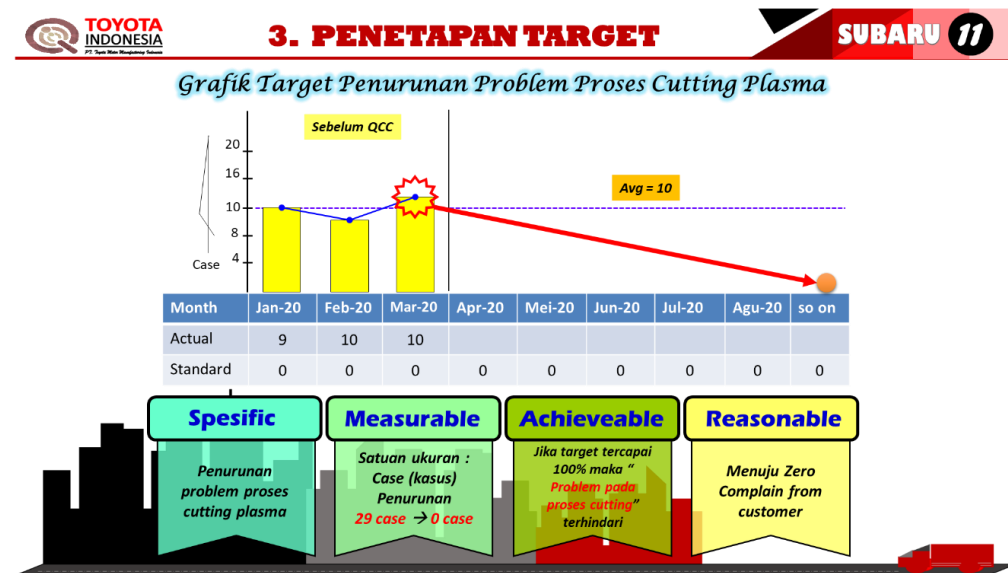 TOYOTA
INDONESIA
PT. Toyota Motor Manufacturing Indonesia
3. PENETAPAN TARGET
SUBARU 11
Grafik Target Penurunan Problem Proses Cutting Plasma
Sebelum QCC
20
16
10
8
4
Case
Avg = 10
Month Jan-20 Feb-20 Mar-20 Apr-20 Mei-20 Jun-20 Jul-20 Agu-20 so on
Actual 9 10 10
Standard 0 0 0 0 0 0 0 0 0
Spesific
Penurunan
problem proses
cutting plasma
Measurable
Satuan ukuran :
Case (kasus)
Penurunan
29 case → 0 case
Achieveable
Jika target tercapai
100% maka “
Problem pada
proses cutting”
terhindari
Reasonable
Menuju Zero
Complain from
customer